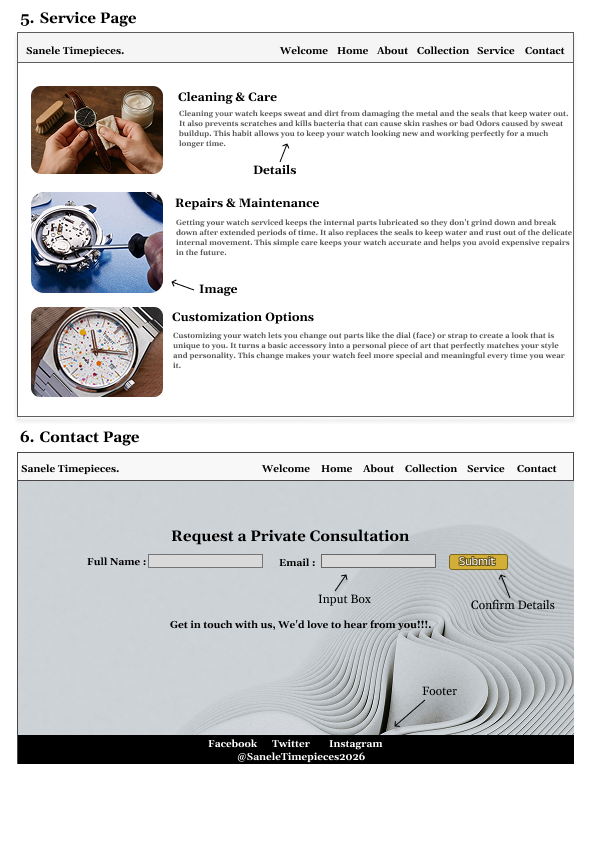 5. Service Page
Sanele Timepieces.
Welcome Home About Collection Service Contact
Cleaning & Care
Cleaning your watch keeps sweat and dirt from damaging the metal and the seals that keep water out.
It also prevents scratches and kills bacteria that can cause skin rashes or bad Odors caused by sweat
buildup. This habit allows you to keep your watch looking new and working perfectly for a much
longer time.
Details
Repairs & Maintenance
Getting your watch serviced keeps the internal parts lubricated so they don't grind down and break
down after extended periods of time. It also replaces the seals to keep water and rust out of the delicate
internal movement. This simple care keeps your watch accurate and helps you avoid expensive repairs
in the future.
Image
Customization Options
Customizing your watch lets you change out parts like the dial (face) or strap to create a look that is
unique to you. It turns a basic accessory into a personal piece of art that perfectly matches your style
and personality. This change makes your watch feel more special and meaningful every time you wear
it.
6. Contact Page
Sanele Timepieces.
Welcome Home About Collection Service Contact
Request a Private Consultation
Full Name : Email : Submit
Input Box
Confirm Details
Get in touch with us, We'd love to hear from you!!!.
Footer
Facebook Twitter Instagram
@SaneleTimepieces2026